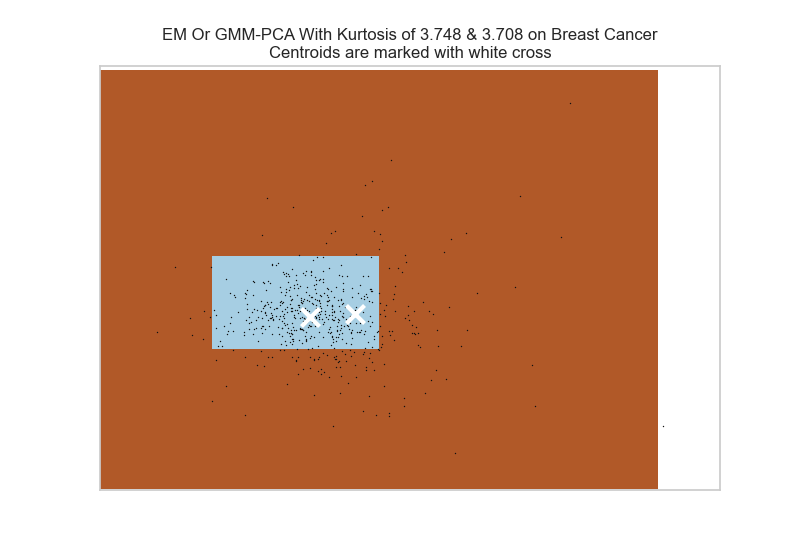 EM Or GMM-PCA With Kurtosis of 3.748 & 3.708 on Breast Cancer
Centroids are marked with white cross